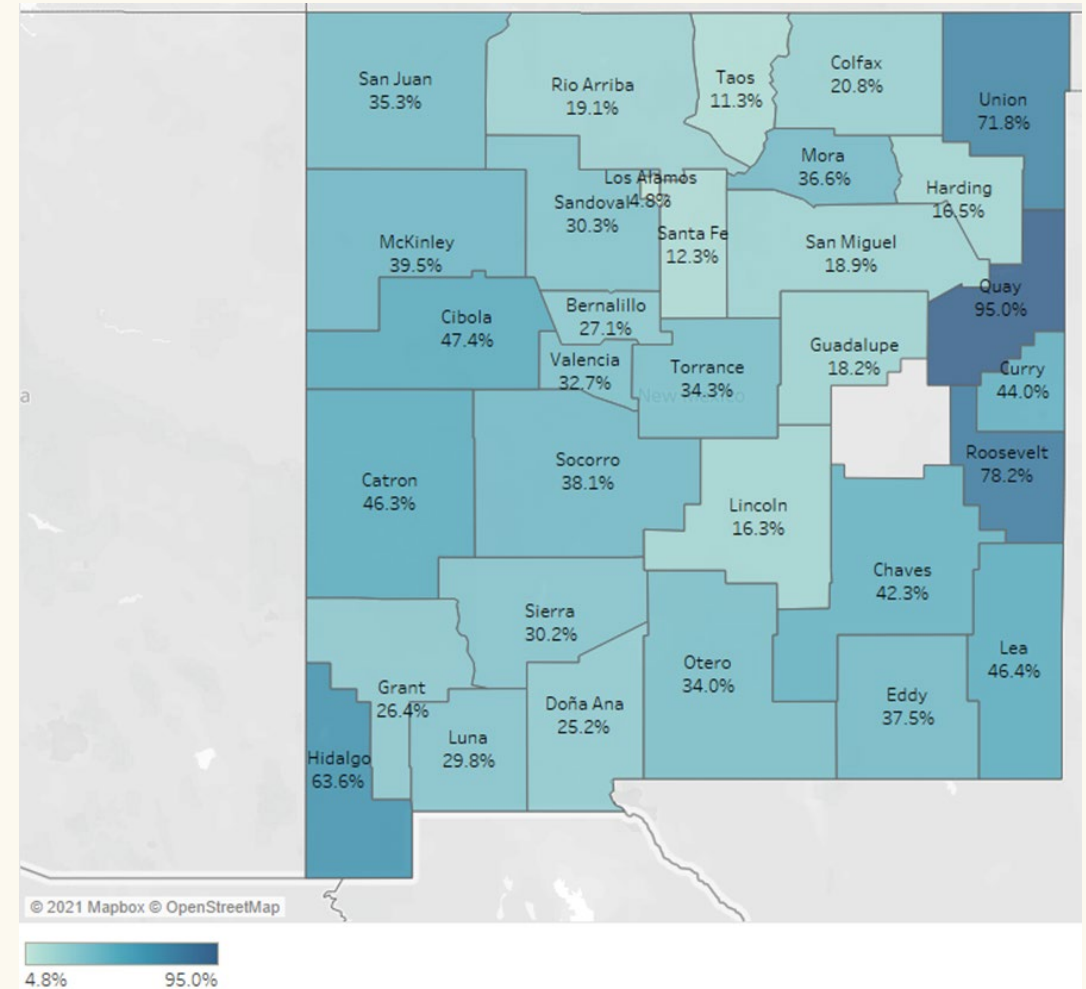 San Juan
35.3%
Rio Arriba
19.1%
Taos
11.3%
Colfax
20.8%
Union
71.8%
Mora
36.6%
Harding
16.5%
Los Alamos
4.8%
Sandoval
30.3%
Santa Fe
12.3%
San Miguel
18.9%
McKinley
39.5%
Quay
95.0%
Bernalillo
27.1%
Cibola
47.4%
Guadalupe
18.2%
Valencia
32.7%
Torrance
34.3%
Curry
44.0%
New Mexico
a
Roosevelt
78.2%
Socorro
38.1%
Catron
46.3%
Lincoln
16.3%
Chaves
42.3%
Sierra
30.2%
Lea
46.4%
Otero
34.0%
Grant
26.4%
Doña Ana
25.2%
Eddy
37.5%
Luna
29.8%
Hidalgo
63.6%
© 2021 Mapbox © OpenStreetMap
4.8% 95.0%